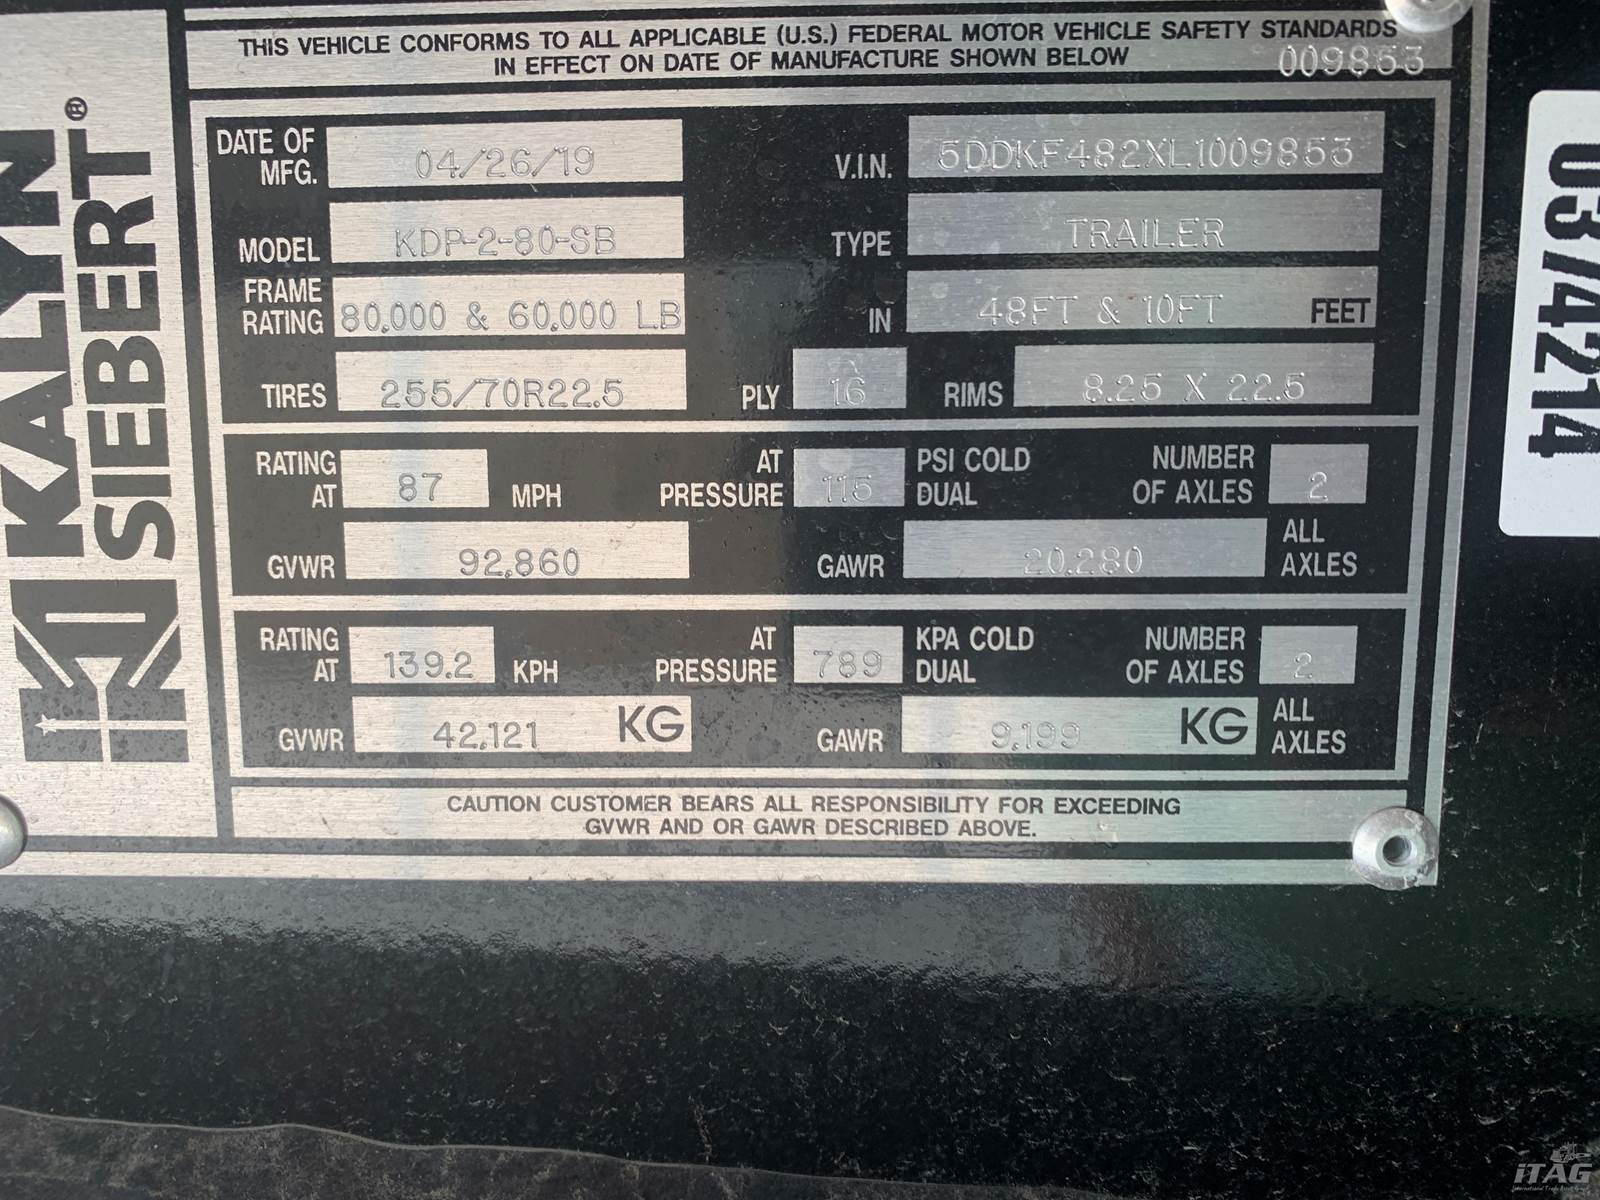 THIS VEHICLE CONFORMS TO ALL APPLICABLE (U.S.) FEDERAL MOTOR VEHICLE SAFETY STANDARDS
IN EFFECT ON DATE OF MANUFACTURE SHOWN BELOW 009853
KALYN
SIEBERT®
DATE OF MFG. 04/26/19 V.I.N. 5DDKF482XL1009853
MODEL KDP-2-80-SB TYPE TRAILER
FRAME RATING 80,000 & 60,000 LB IN 48FT & 10FT FEET
TIRES 255/70R22.5 PLY 16 RIMS 8.25 X 22.5
RATING AT 87 MPH AT PRESSURE 115 PSI COLD DUAL NUMBER OF AXLES 2
GVWR 92,860 GAWR 20,280 ALL AXLES
RATING AT 139.2 KPH AT PRESSURE 789 KPA COLD DUAL NUMBER OF AXLES 2
GVWR 42,121 KG GAWR 9,199 KG ALL AXLES
CAUTION CUSTOMER BEARS ALL RESPONSIBILITY FOR EXCEEDING
GVWR AND OR GAWR DESCRIBED ABOVE.
03/4214
iTAG